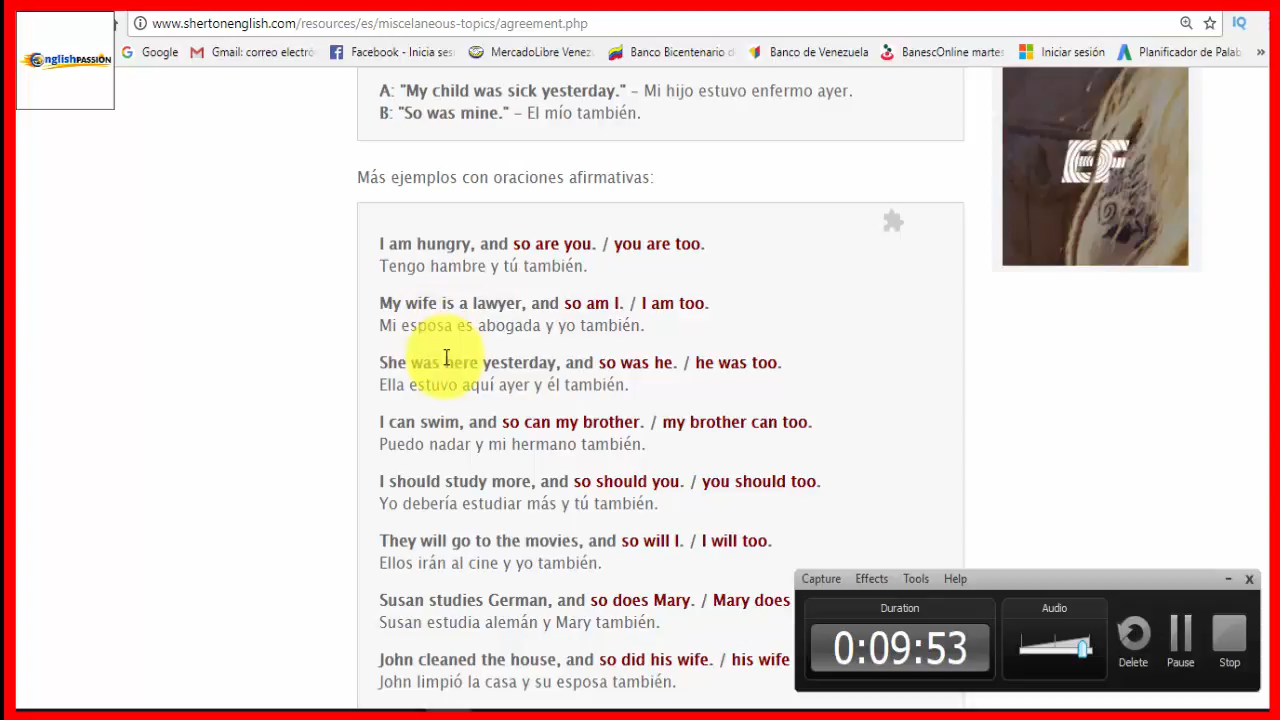 www.shertonenglish.com/resources/es/miscelaneous-topics/agreement.php
IQ
nglishPASSIÓN
Google
Gmail: correo electró
Facebook - Inicia ses
MercadoLibre Venez
Banco Bicentenario d
Banco de Venezuela
BanescOnline martes
Iniciar sesión
Planificador de Palab
»
A: "My child was sick yesterday." – Mi hijo estuvo enfermo ayer.
B: "So was mine." – El mío también.
EF
Más ejemplos con oraciones afirmativas:
I am hungry, and so are you. / you are too.
Tengo hambre y tú también.
My wife is a lawyer, and so am I. / I am too.
Mi esposa es abogada y yo también.
She was here yesterday, and so was he. / he was too.
Ella estuvo aquí ayer y él también.
I can swim, and so can my brother. / my brother can too.
Puedo nadar y mi hermano también.
I should study more, and so should you. / you should too.
Yo debería estudiar más y tú también.
They will go to the movies, and so will I. / I will too.
Ellos irán al cine y yo también.
Susan studies German, and so does Mary. / Mary does
Susan estudia alemán y Mary también.
John cleaned the house, and so did his wife. / his wife
John limpió la casa y su esposa también.
Capture Effects Tools Help
Duration
Audio
0:09:53
Delete
Pause
Stop